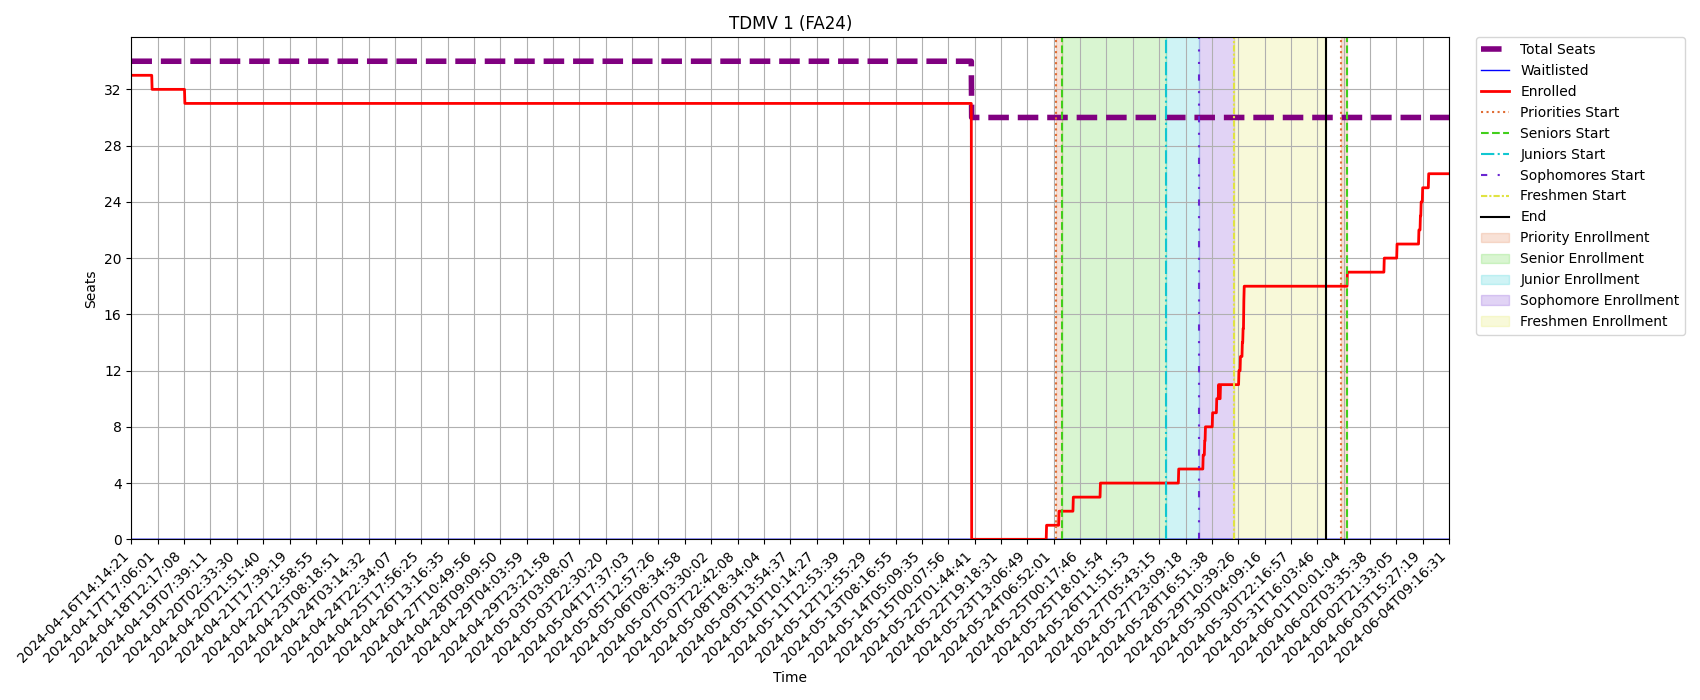 TDMV 1 (FA24)
Seats
32
28
24
20
16
12
8
4
0
2024-04-16T14:14:21
2024-04-17T17:06:01
2024-04-18T12:17:08
2024-04-19T07:39:11
2024-04-20T02:33:30
2024-04-20T21:51:40
2024-04-21T17:39:19
2024-04-22T12:58:55
2024-04-23T08:18:51
2024-04-24T03:14:32
2024-04-24T22:34:07
2024-04-25T17:56:25
2024-04-26T13:16:35
2024-04-27T10:49:56
2024-04-28T09:09:50
2024-04-29T04:03:59
2024-04-29T23:21:58
2024-05-03T03:08:07
2024-05-03T22:30:20
2024-05-04T17:37:03
2024-05-05T12:57:26
2024-05-06T08:34:58
2024-05-07T03:30:02
2024-05-07T22:42:08
2024-05-08T18:34:04
2024-05-09T13:54:37
2024-05-10T10:14:27
2024-05-11T12:53:39
2024-05-12T12:55:29
2024-05-13T08:16:55
2024-05-14T05:09:35
2024-05-15T00:07:56
2024-05-22T01:44:41
2024-05-22T19:18:31
2024-05-23T13:06:49
2024-05-24T06:52:01
2024-05-25T00:17:46
2024-05-25T18:01:54
2024-05-26T11:51:53
2024-05-27T05:43:15
2024-05-27T23:09:18
2024-05-28T16:51:38
2024-05-29T10:39:26
2024-05-30T04:09:16
2024-05-30T22:16:57
2024-05-31T16:03:46
2024-06-01T10:01:04
2024-06-02T03:35:38
2024-06-02T21:33:05
2024-06-03T15:27:19
2024-06-04T09:16:31
Time
Total Seats
Waitlisted
Enrolled
Priorities Start
Seniors Start
Juniors Start
Sophomores Start
Freshmen Start
End
Priority Enrollment
Senior Enrollment
Junior Enrollment
Sophomore Enrollment
Freshmen Enrollment